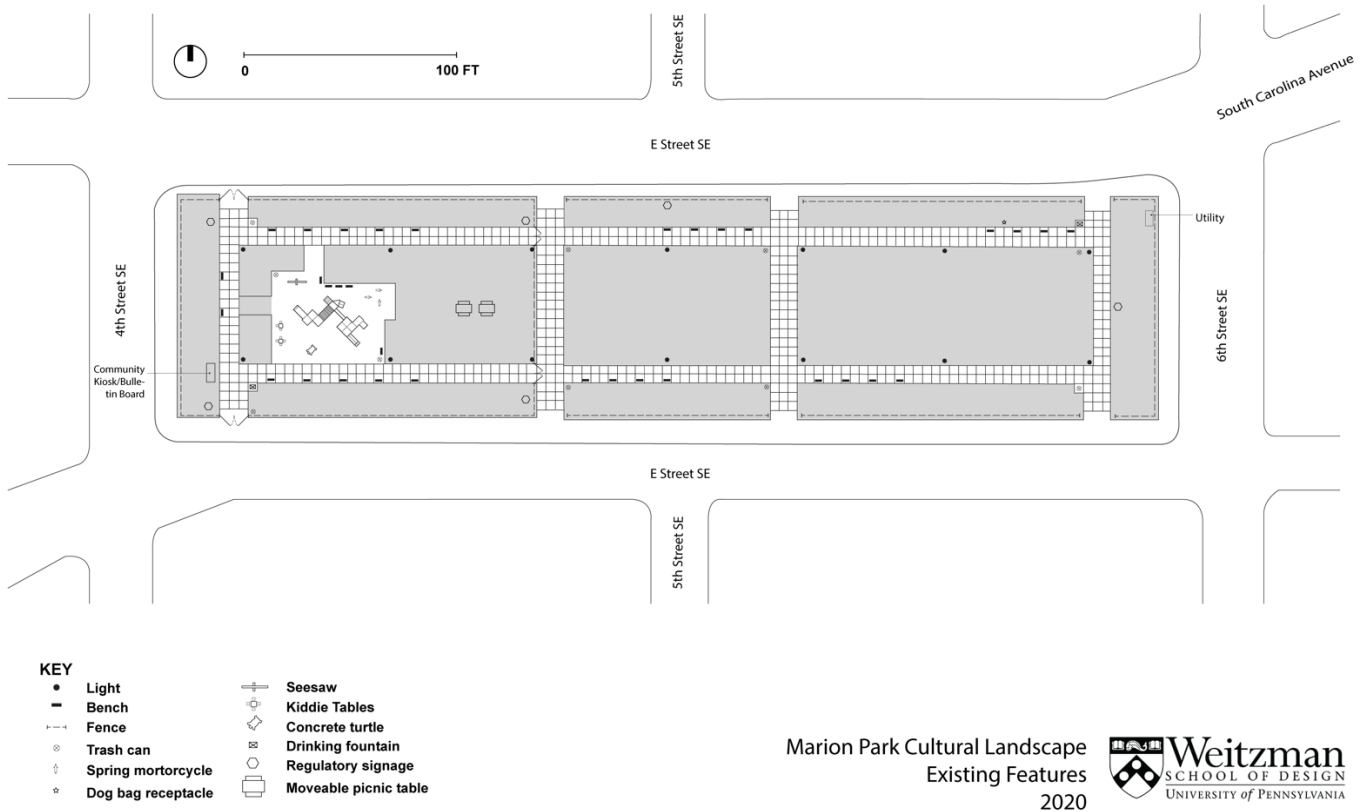 5th Street SE
South Carolina Avenue
0 100 FT
E Street SE
Utility
4th Street SE
6th Street SE
Community
Kiosk/Bulle-
tin Board
E Street SE
5th Street SE
KEY
Light
Bench
Fence
Trash can
Spring mortorcycle
Dog bag receptacle
Seesaw
Kiddie Tables
Concrete turtle
Drinking fountain
Regulatory signage
Moveable picnic table
Marion Park Cultural Landscape
Existing Features
2020
Weitzman
SCHOOL OF DESIGN
UNIVERSITY of PENNSYLVANIA